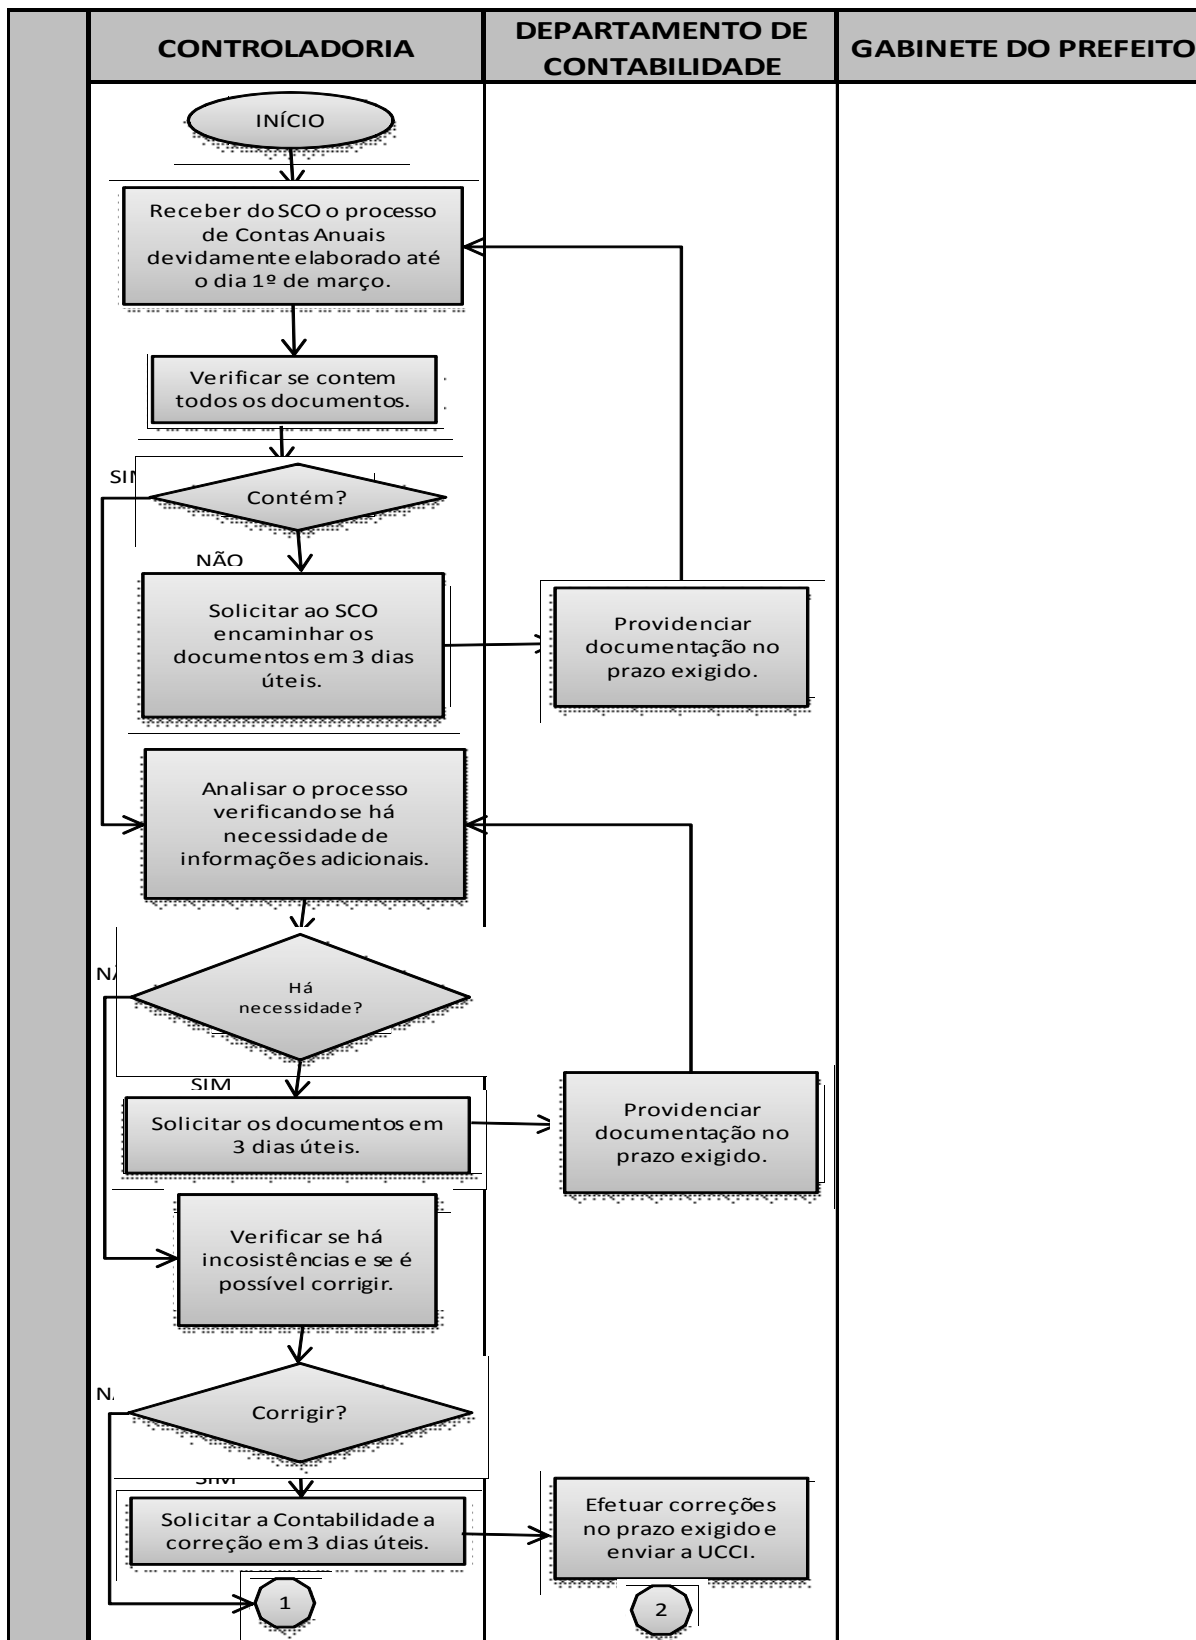 CONTROLADORIA
DEPARTAMENTO DE
CONTABILIDADE
GABINETE DO PREFEITO
INÍCIO
Receber do SCO o processo
de Contas Anuais
devidamente elaborado até
o dia 1º de março.
Verificar se contem
todos os documentos.
Contém?
NÃO
Solicitar ao SCO
encaminhar os
documentos em 3 dias
úteis.
Providenciar
documentação no
prazo exigido.
Analisar o processo
verificando se há
necessidade de
informações adicionais.
Há
necessidade?
SIM
Solicitar os documentos em
3 dias úteis.
Providenciar
documentação no
prazo exigido.
Verificar se há
incosistências e se é
possível corrigir.
Corrigir?
SIM
Solicitar a Contabilidade a
correção em 3 dias úteis.
Efetuar correções
no prazo exigido e
enviar a UCCI.
1
2